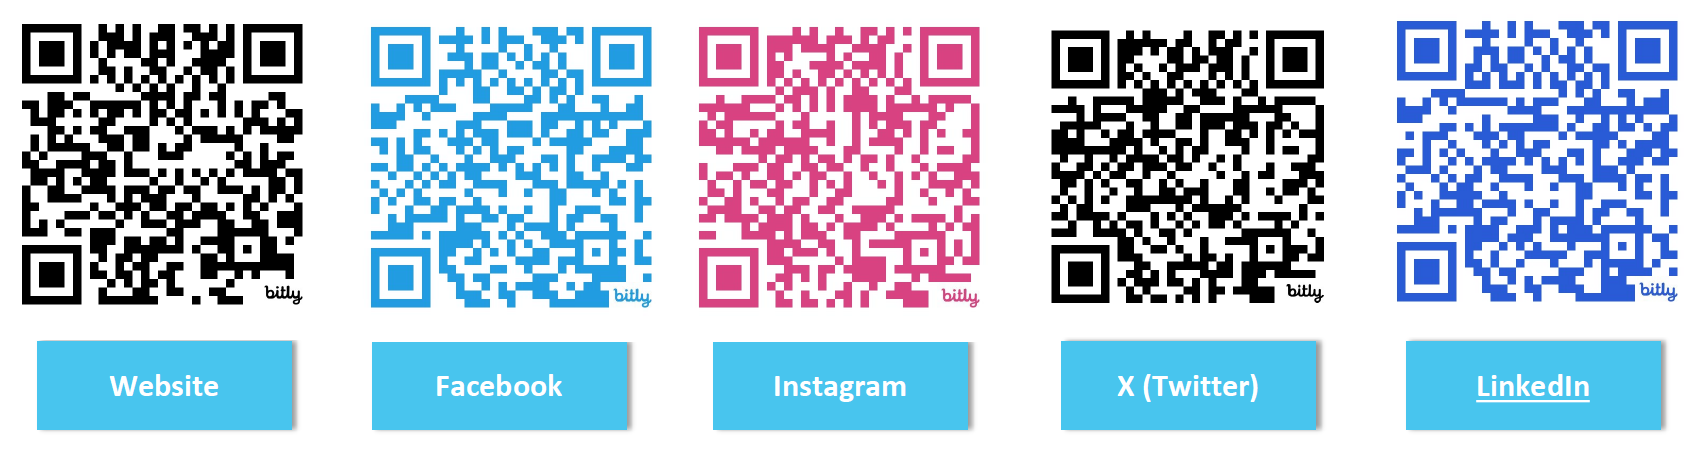 bitly
bitly
bitly
bitly
bitly
Website
Facebook
Instagram
X (Twitter)
LinkedIn